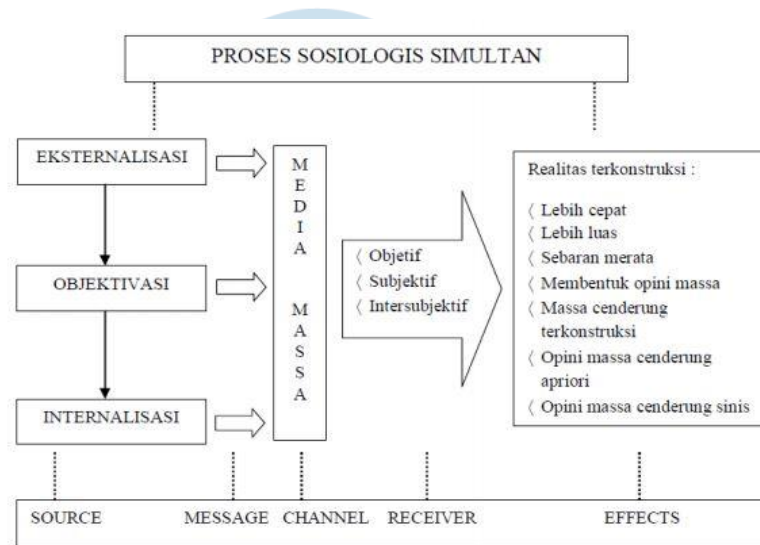 PROSES SOSIOLOGIS SIMULTAN
EKSTERNALISASI
OBJEKTIVASI
INTERNALISASI
MEDIA MASSA
〈 Objetif
〈 Subjektif
〈 Intersubjektif
Realitas terkonstruksi :
〈 Lebih cepat
〈 Lebih luas
〈 Sebaran merata
〈 Membentuk opini massa
〈 Massa cenderung
terkonstruksi
〈 Opini massa cenderung
apriori
〈 Opini massa cenderung sinis
SOURCE MESSAGE CHANNEL RECEIVER EFFECTS